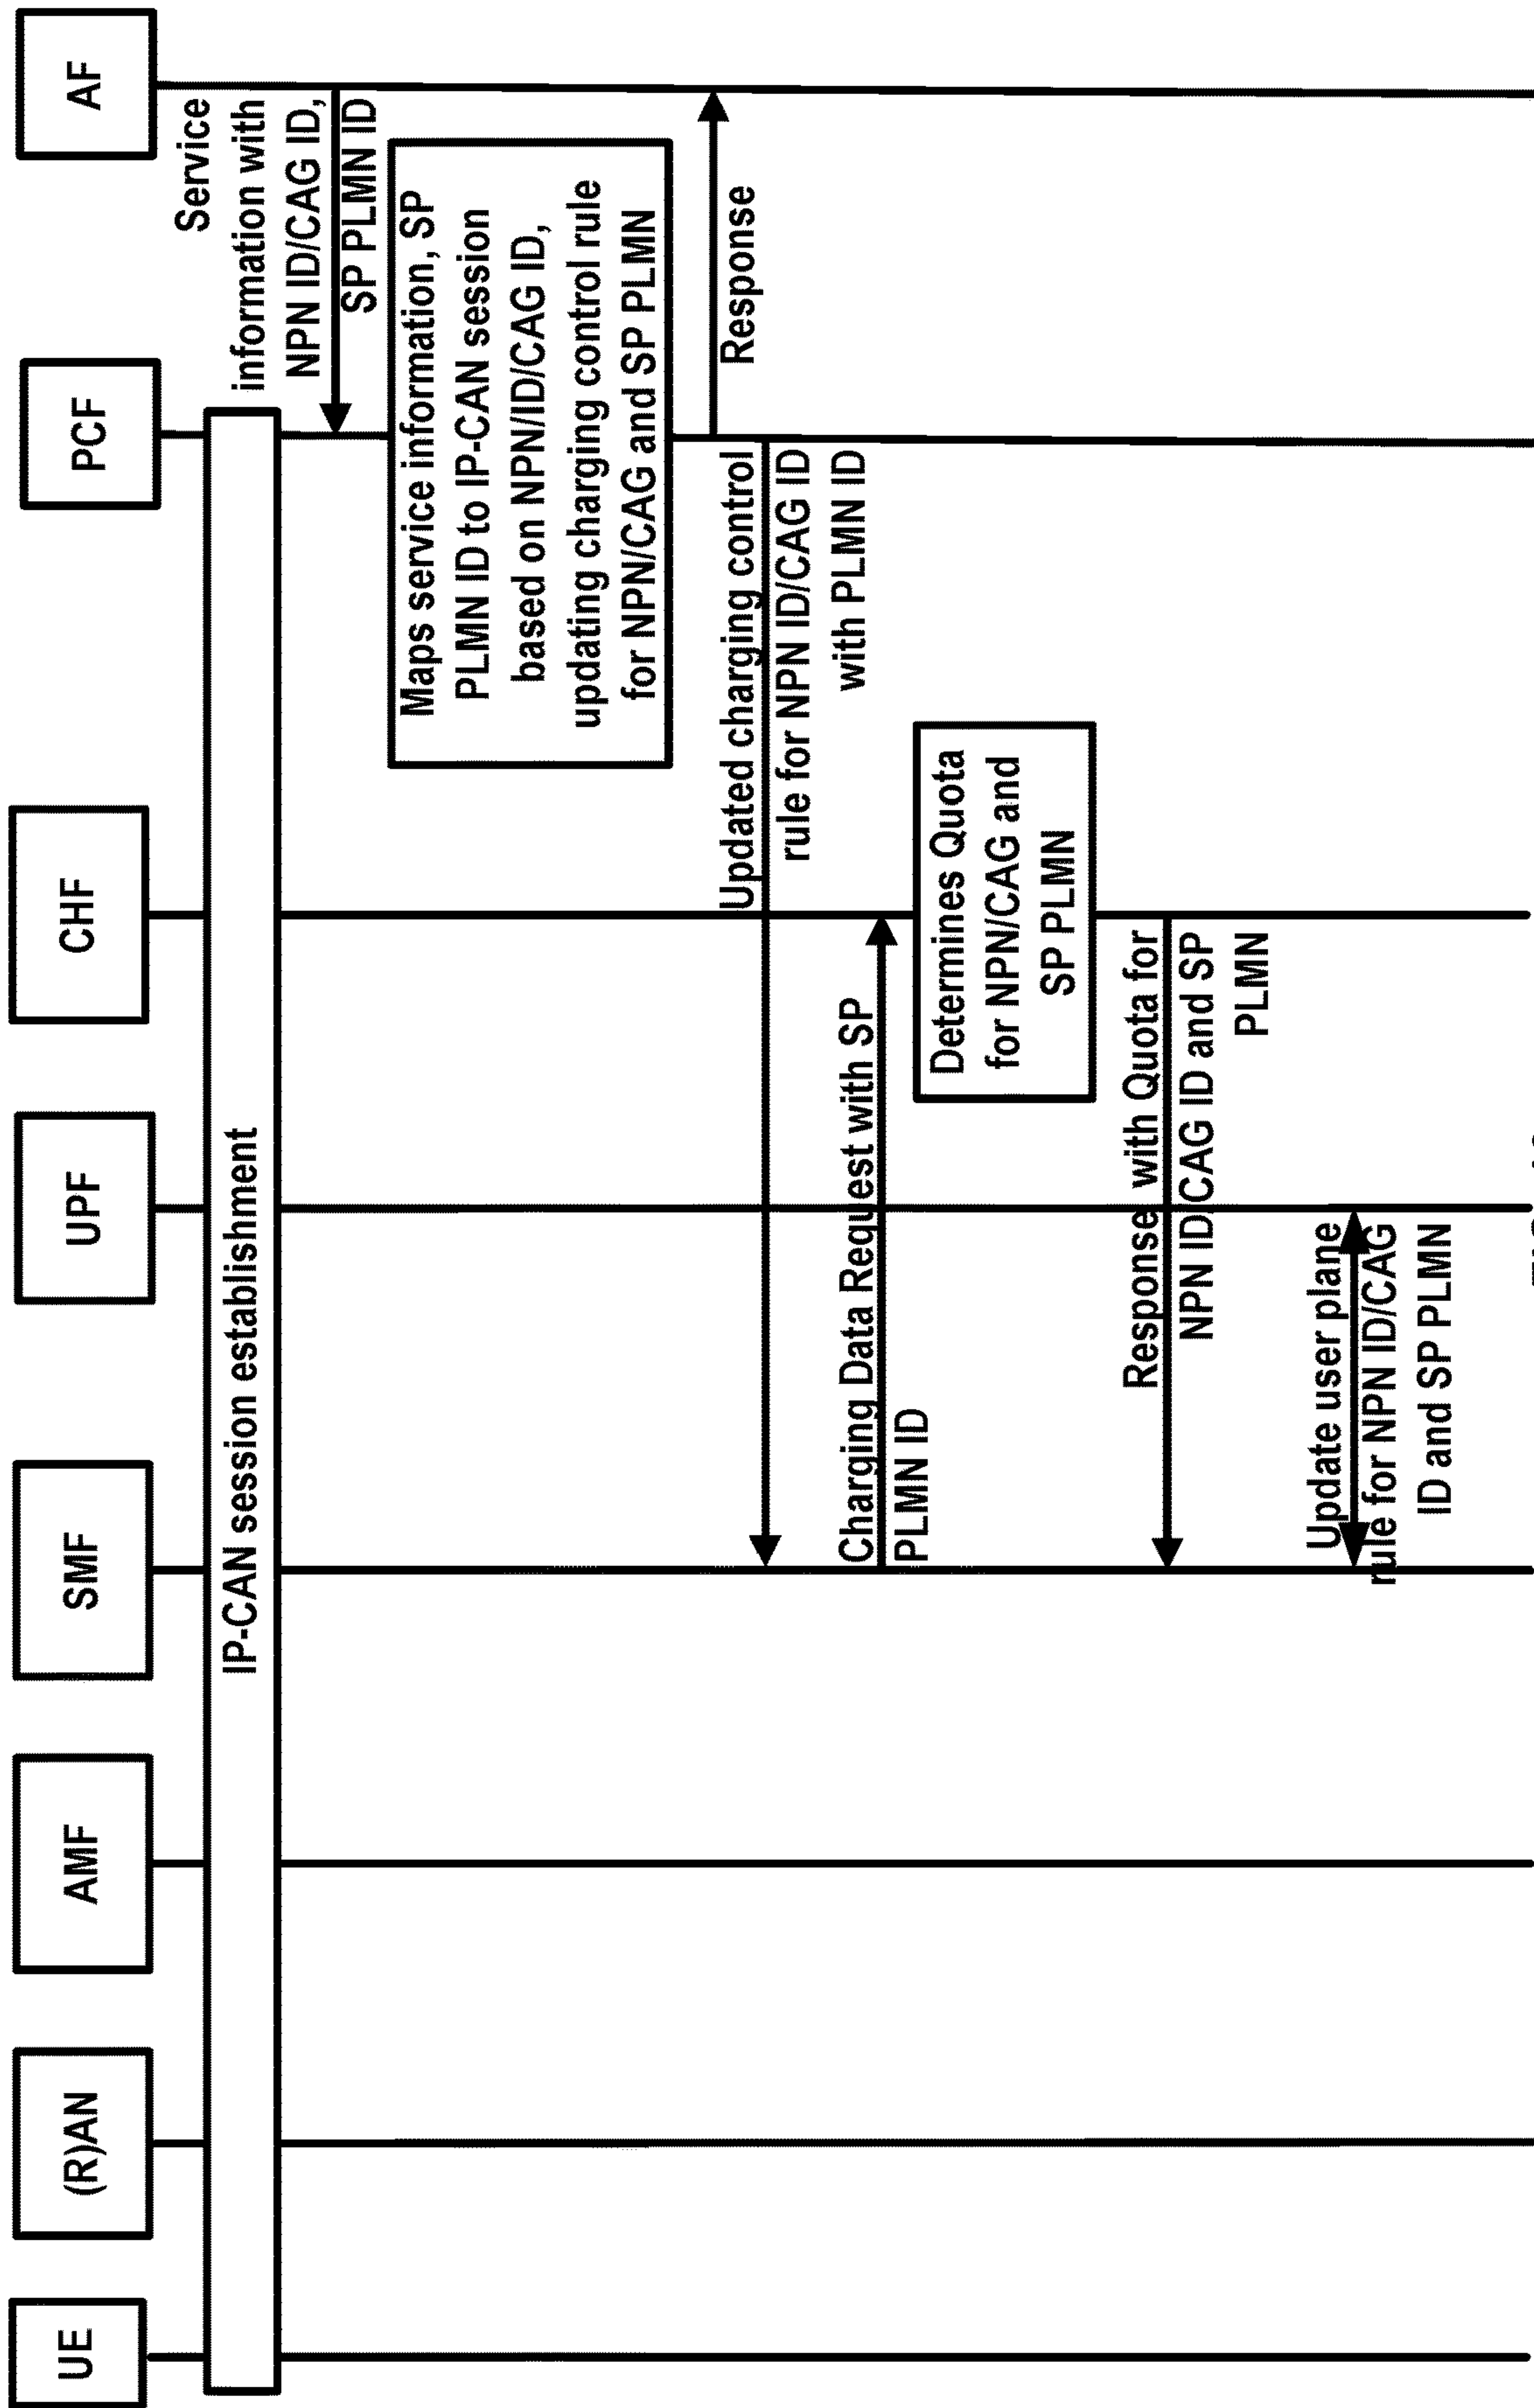 UE
(R)AN
AMF
SMF
UPF
CHF
PCF
AF
IP-CAN session establishment
Service
information with
NPN ID/CAG ID,
SP PLMN ID
Maps service information, SP
PLMN ID to IP-CAN session
based on NPN/ID/CAG ID,
updating charging control rule
for NPN/CAG and SP PLMN
Response
Updated charging control
rule for NPN ID/CAG ID
with PLMN ID
Charging Data Request with SP
PLMN ID
Determines Quota
for NPN/CAG and
SP PLMN
Response with Quota for
NPN ID/CAG ID and SP
PLMN
Update user plane
rule for NPN ID/CAG
ID and SP PLMN